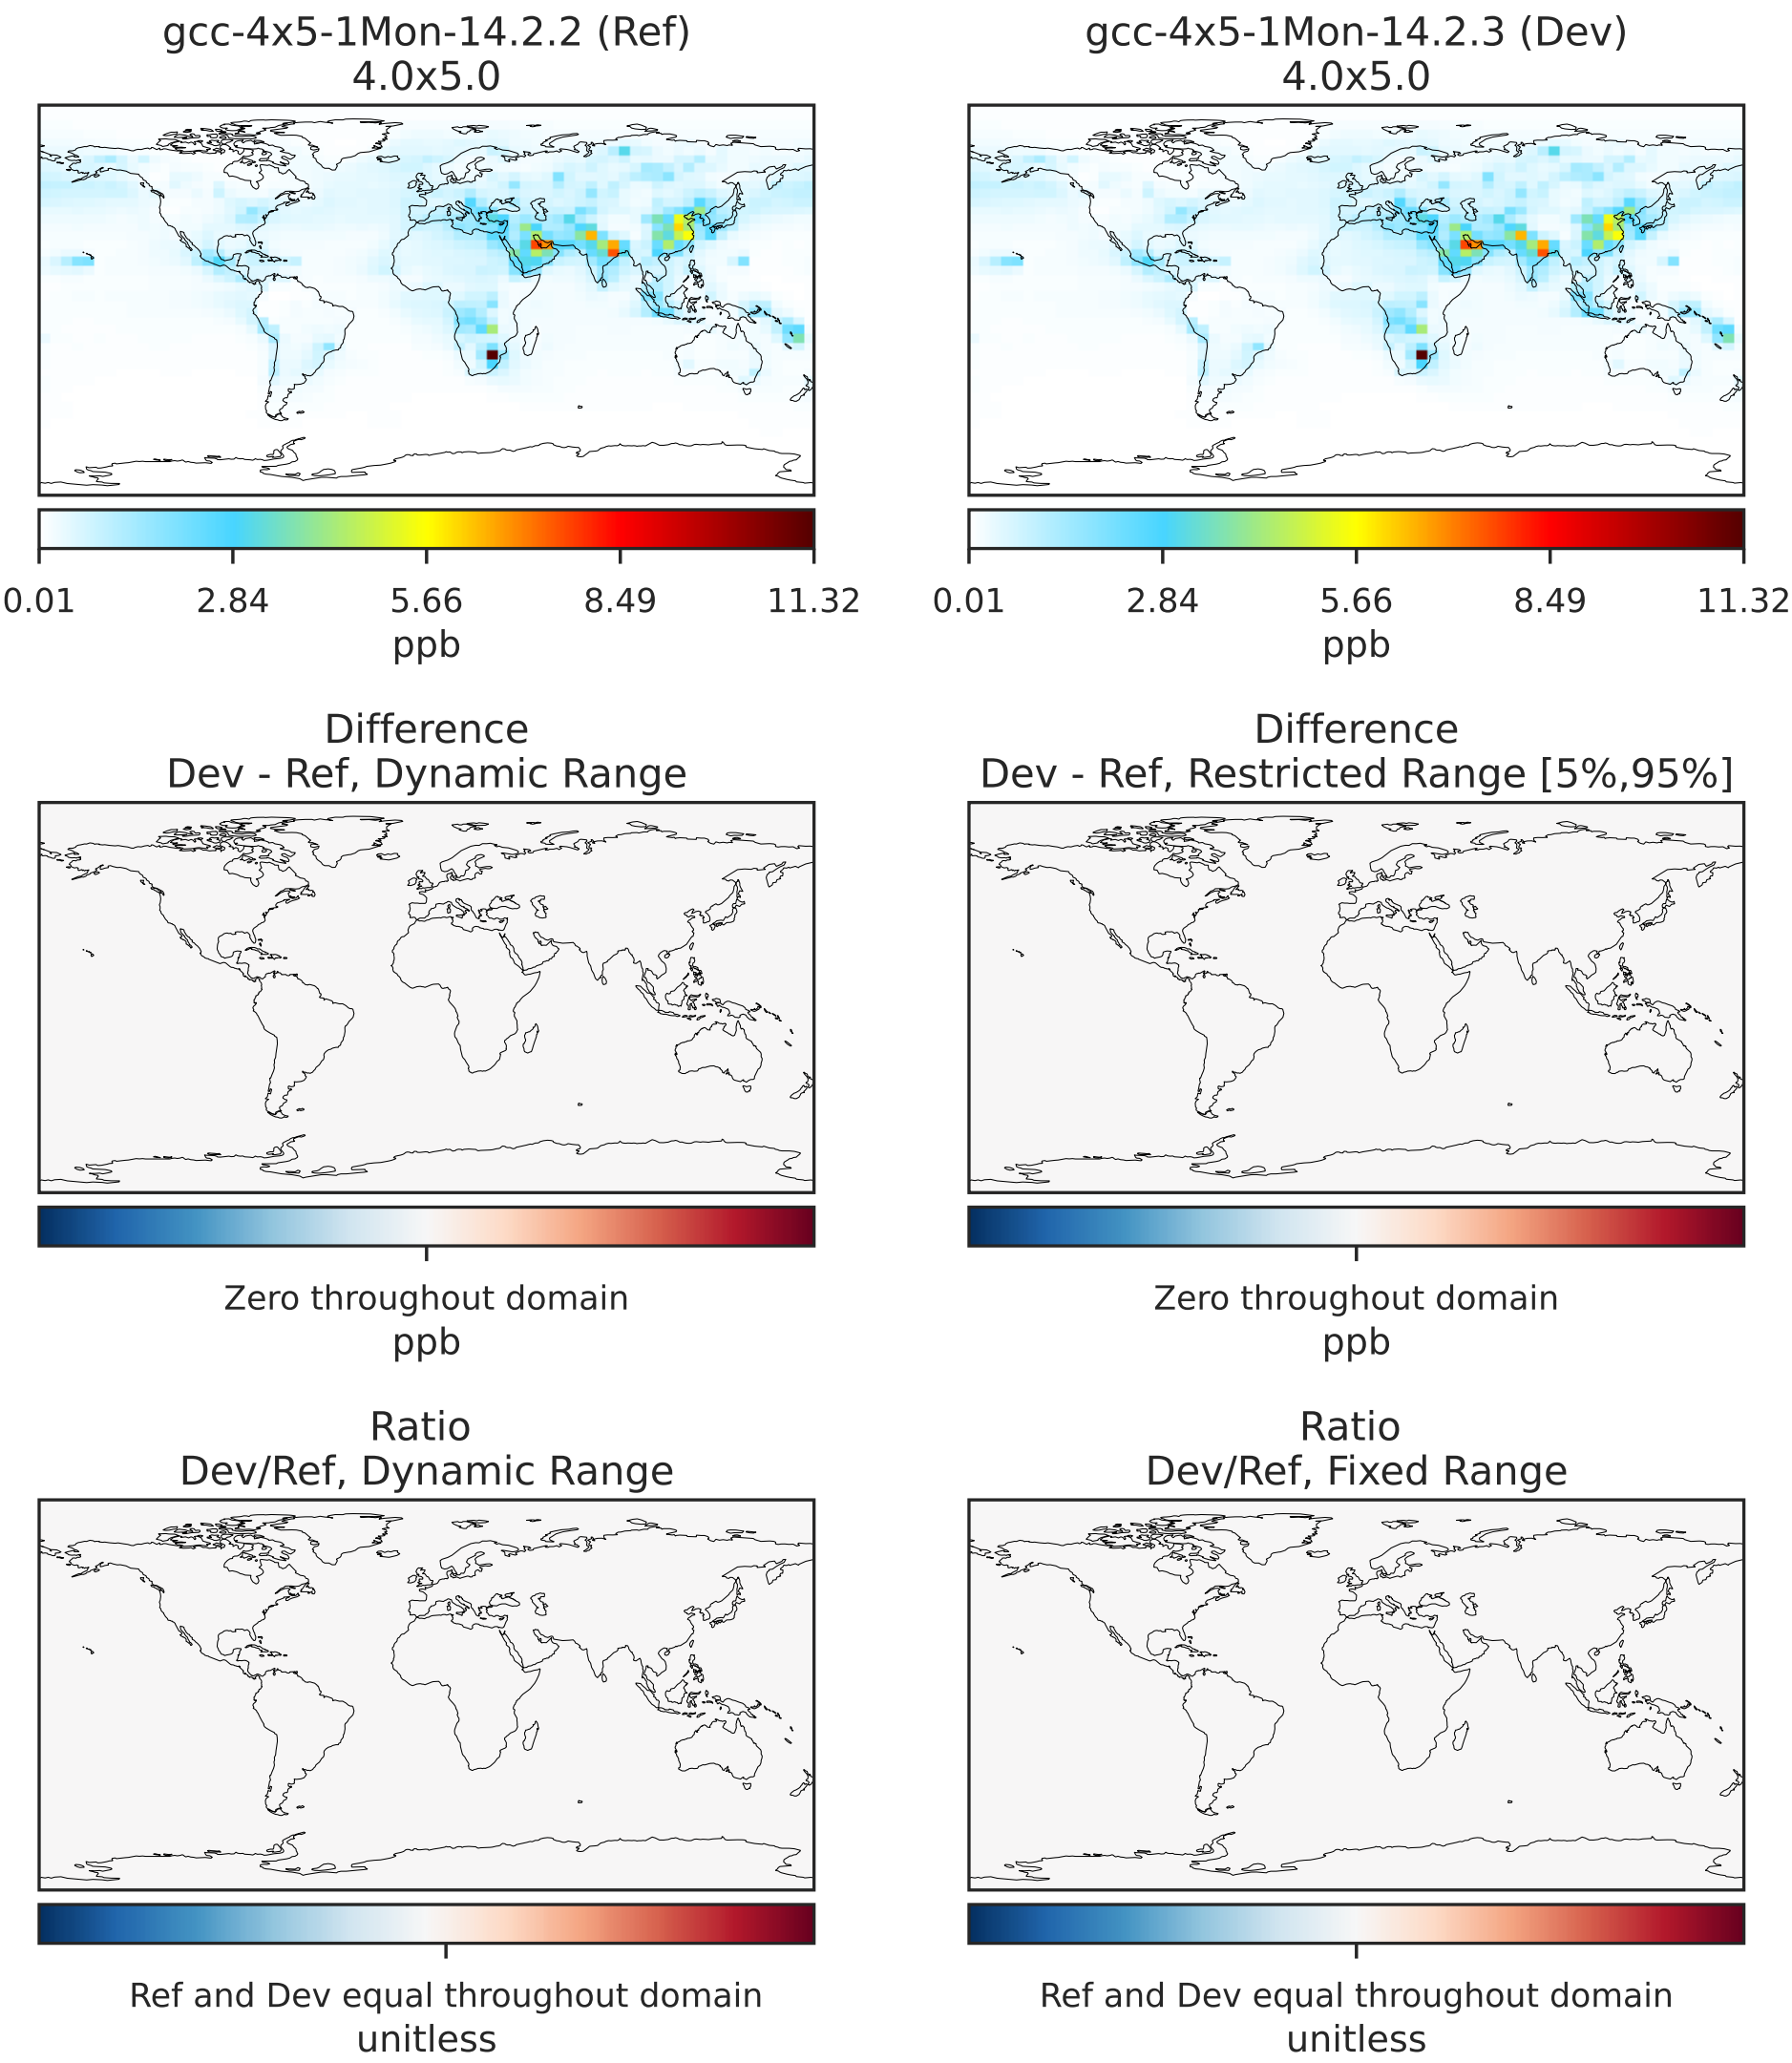 gcc-4x5-1Mon-14.2.2 (Ref)
4.0x5.0
gcc-4x5-1Mon-14.2.3 (Dev)
4.0x5.0
0.01 2.84 5.66 8.49 11.32
ppb
0.01 2.84 5.66 8.49 11.32
ppb
Difference
Dev - Ref, Dynamic Range
Difference
Dev - Ref, Restricted Range [5%,95%]
Zero throughout domain
ppb
Zero throughout domain
ppb
Ratio
Dev/Ref, Dynamic Range
Ratio
Dev/Ref, Fixed Range
Ref and Dev equal throughout domain
unitless
Ref and Dev equal throughout domain
unitless